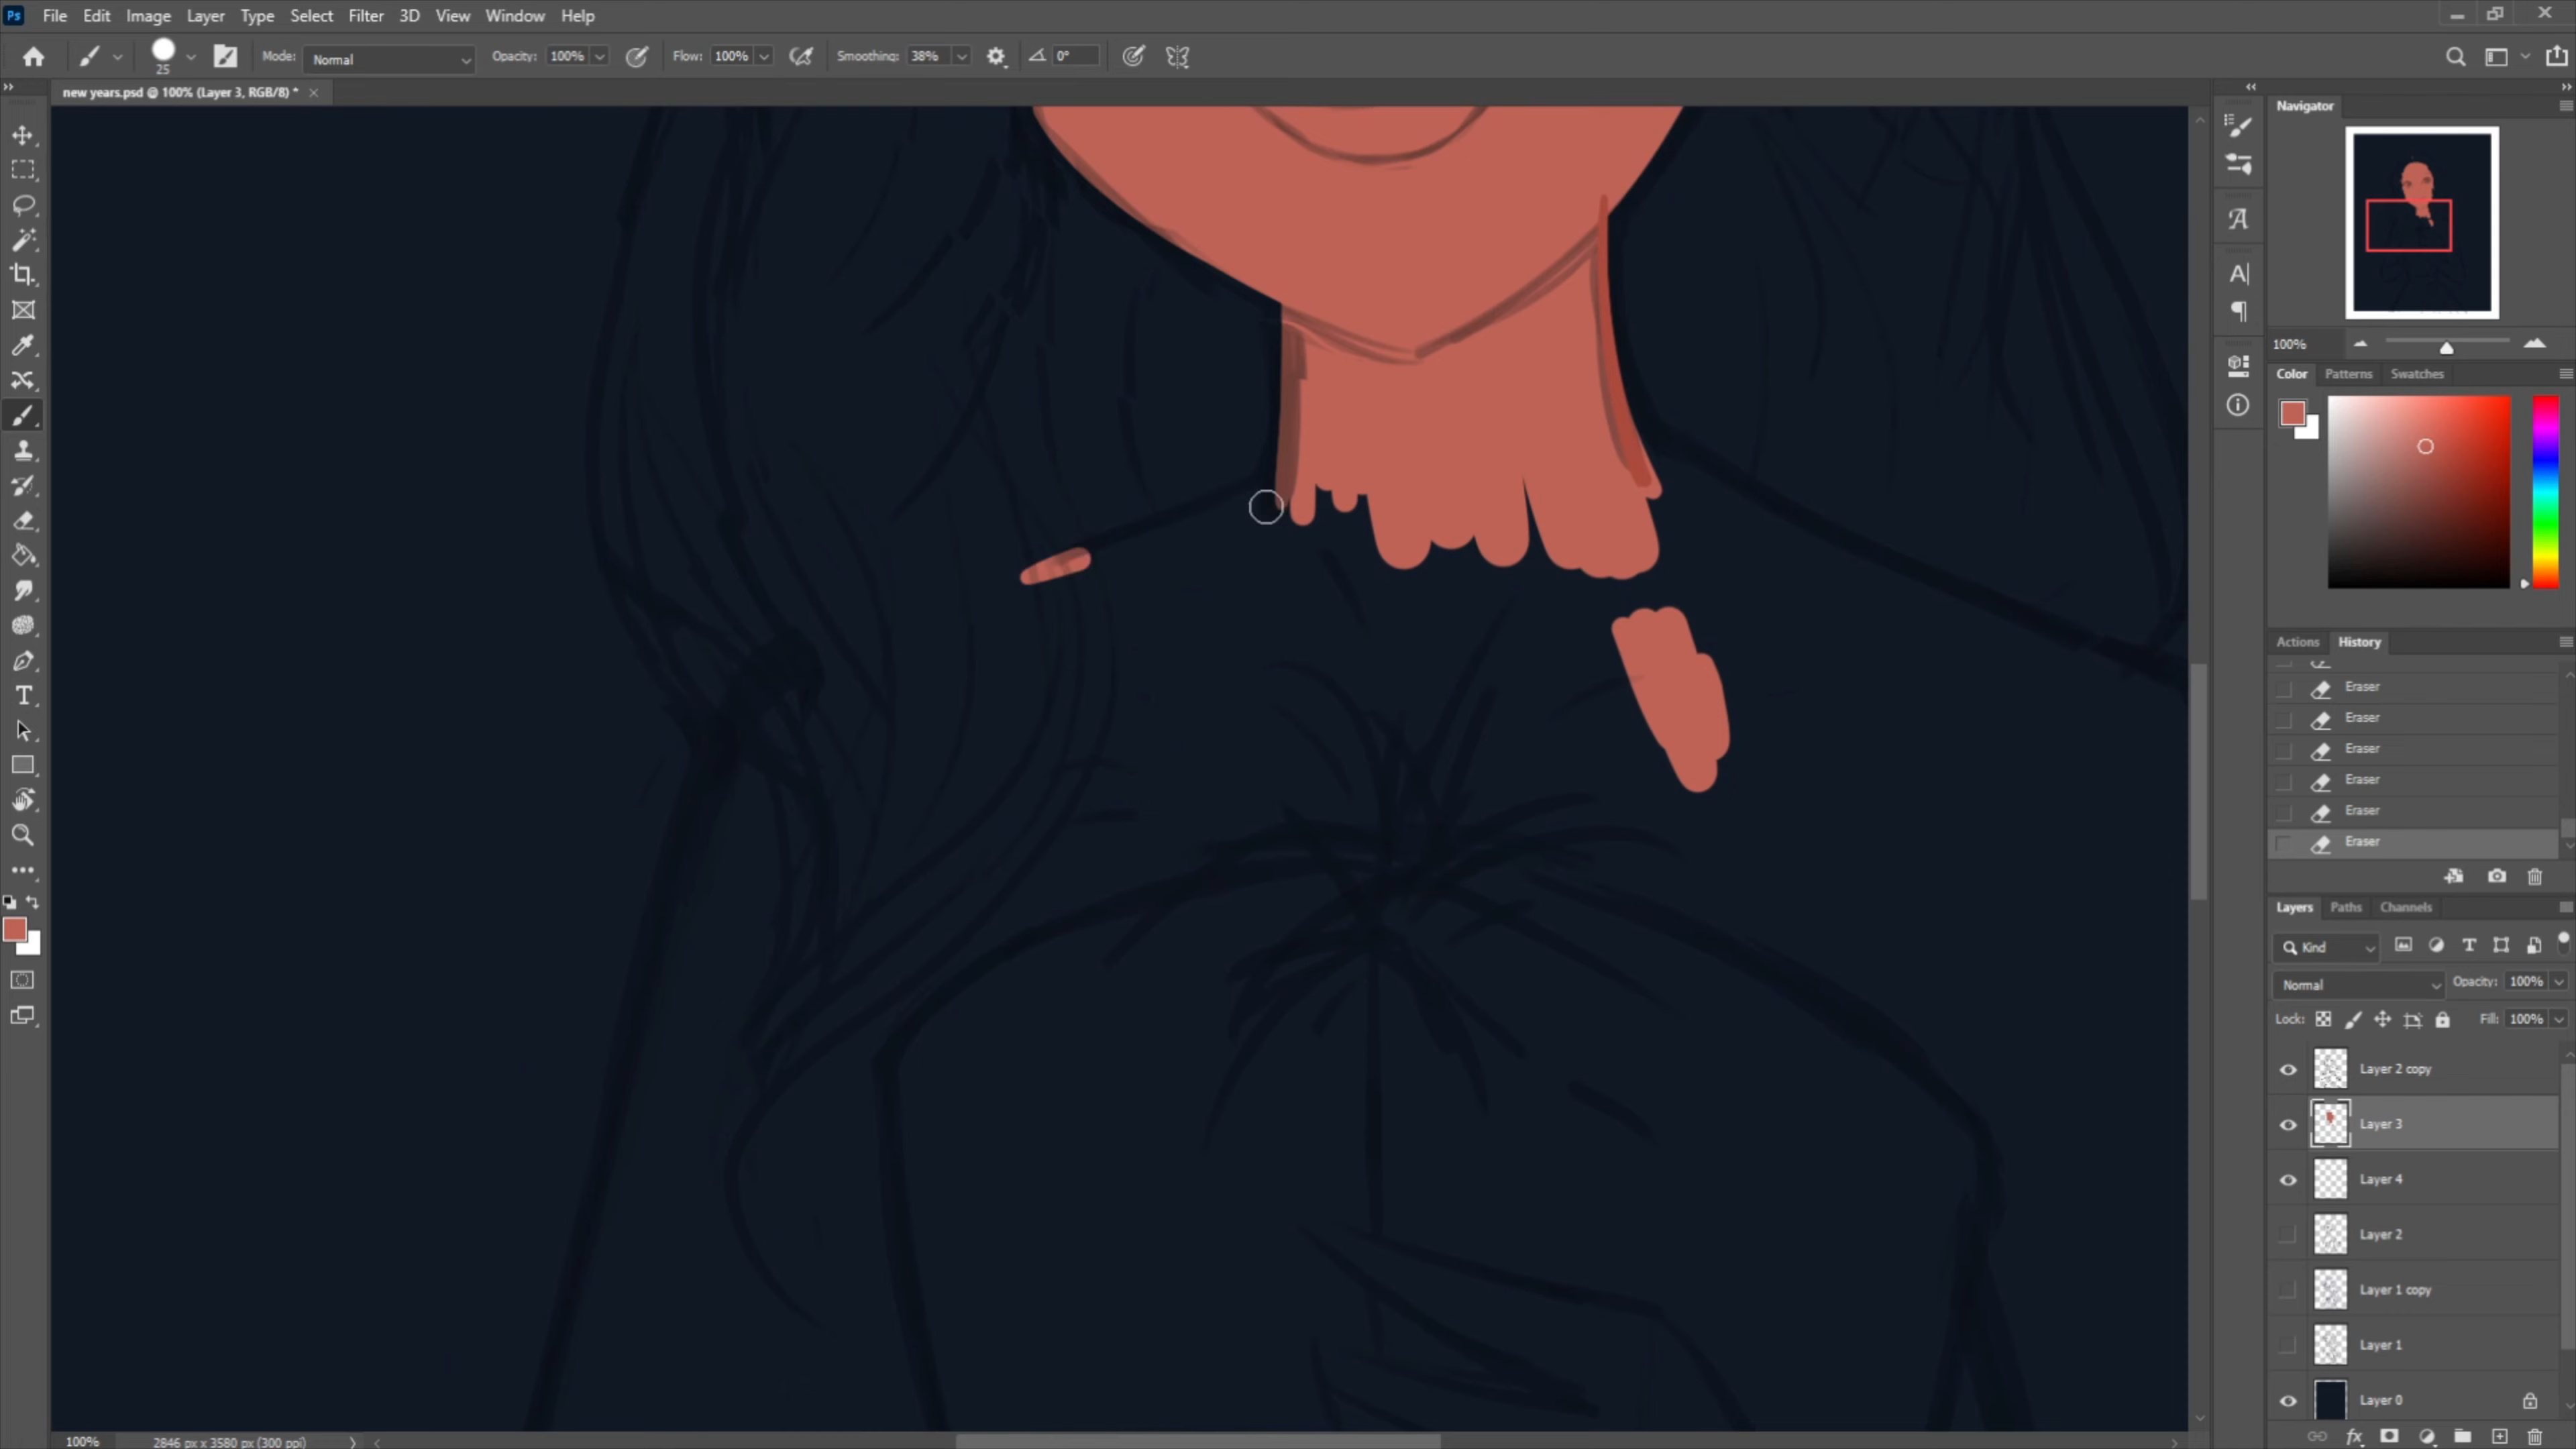 Ps File Edit Image Layer Type Select Filter 3D View Window Help
25 Mode: Normal Opacity: 100% Flow: 100% Smoothing: 38% 0°
new years.psd @ 100% (Layer 3, RGB/8) *
Navigator
100%
Color Patterns Swatches
Actions History
Eraser
Eraser
Eraser
Eraser
Eraser
Eraser
Layers Paths Channels
Kind
Normal Opacity: 100%
Lock: Fill: 100%
Layer 2 copy
Layer 3
Layer 4
Layer 2
Layer 1 copy
Layer 1
Layer 0
100% 2846 px x 3580 px (300 ppi)